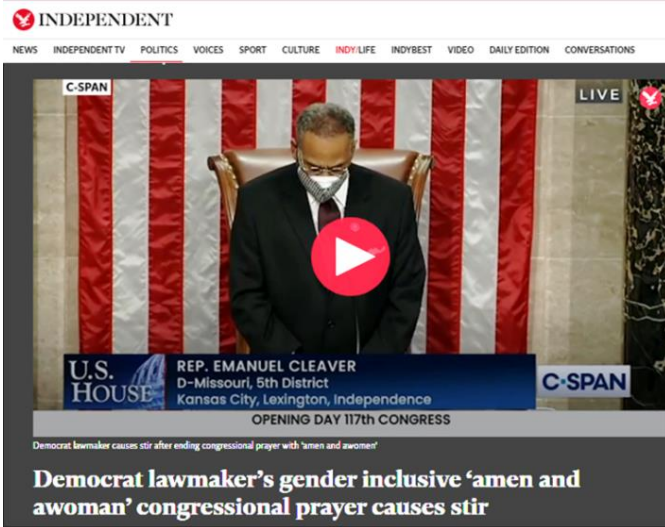 INDEPENDENT
NEWS INDEPENDENT TV POLITICS VOICES SPORT CULTURE INDY/LIFE INDYBEST VIDEO DAILY EDITION CONVERSATIONS
C-SPAN
LIVE
U.S. HOUSE
REP. EMANUEL CLEAVER
D-Missouri, 5th District
Kansas City, Lexington, Independence
C-SPAN
OPENING DAY 117th CONGRESS
Democrat lawmaker causes stir after ending congressional prayer with 'amen and awomen'
Democrat lawmaker's gender inclusive 'amen and
awoman' congressional prayer causes stir